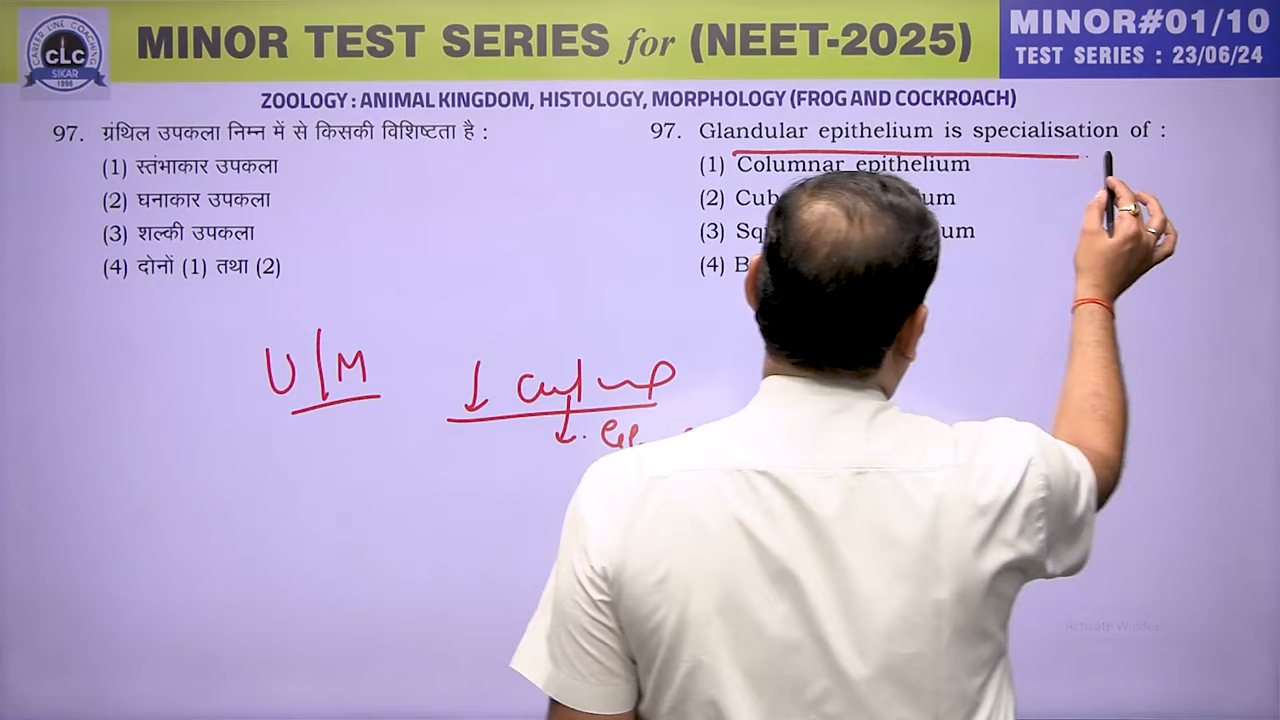 CAREER LINE COACHING
CLC
SIKAR
1996
MINOR TEST SERIES for (NEET-2025)
MINOR#01/10
TEST SERIES : 23/06/24
ZOOLOGY : ANIMAL KINGDOM, HISTOLOGY, MORPHOLOGY (FROG AND COCKROACH)
97. ग्रंथिल उपकला निम्न में से किसकी विशिष्टता है :
(1) स्तंभाकार उपकला
(2) घनाकार उपकला
(3) शल्की उपकला
(4) दोनों (1) तथा (2)
97. Glandular epithelium is specialisation of :
(1) Columnar epithelium
(2) Cub um
(3) Sq um
(4) B
U/M
Activate Window